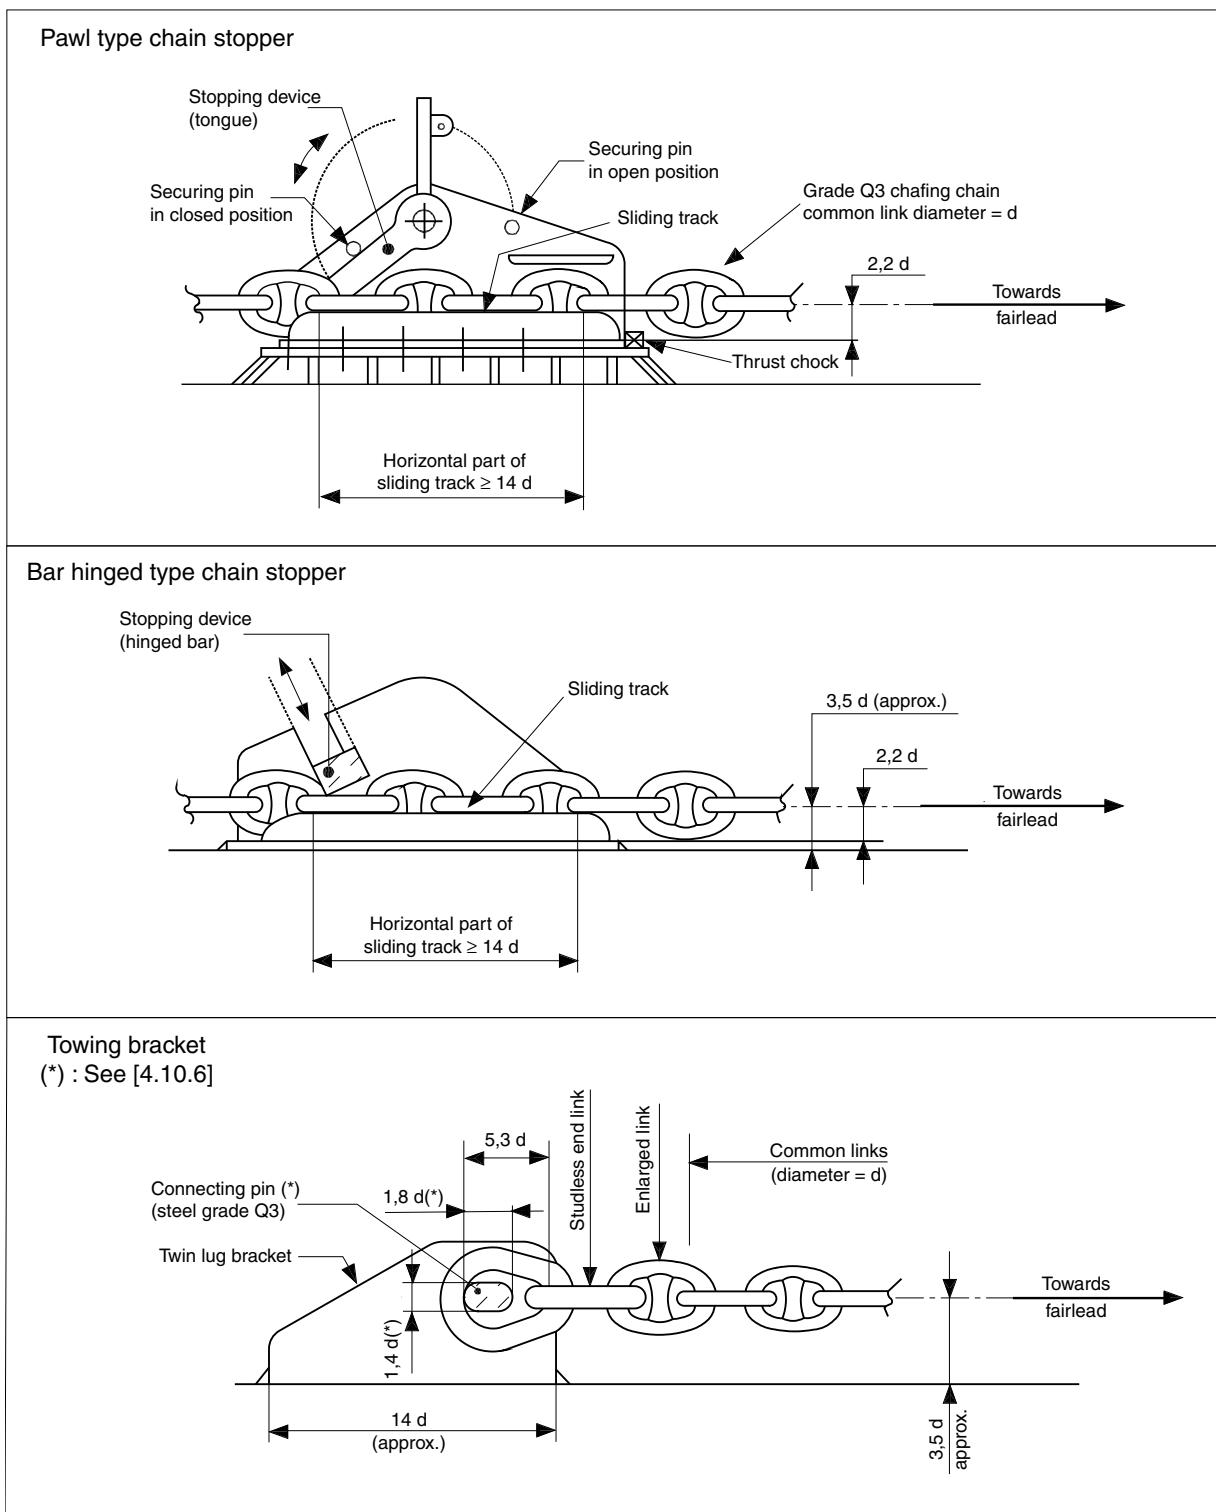 Pawl type chain stopper
Stopping device
(tongue)
Securing pin
in closed position
Securing pin
in open position
Sliding track
Grade Q3 chafing chain
common link diameter = d
2,2 d
Towards
fairlead
Thrust chock
Horizontal part of
sliding track ≥ 14 d
Bar hinged type chain stopper
Stopping device
(hinged bar)
Sliding track
3,5 d (approx.)
2,2 d
Towards
fairlead
Horizontal part of
sliding track ≥ 14 d
Towing bracket
(*) : See [4.10.6]
5,3 d
Studless end link
Enlarged link
Common links
(diameter = d)
Connecting pin (*)
(steel grade Q3)
1,8 d(*)
Twin lug bracket
1,4 d(*)
Towards
fairlead
14 d
(approx.)
3,5 d
approx.